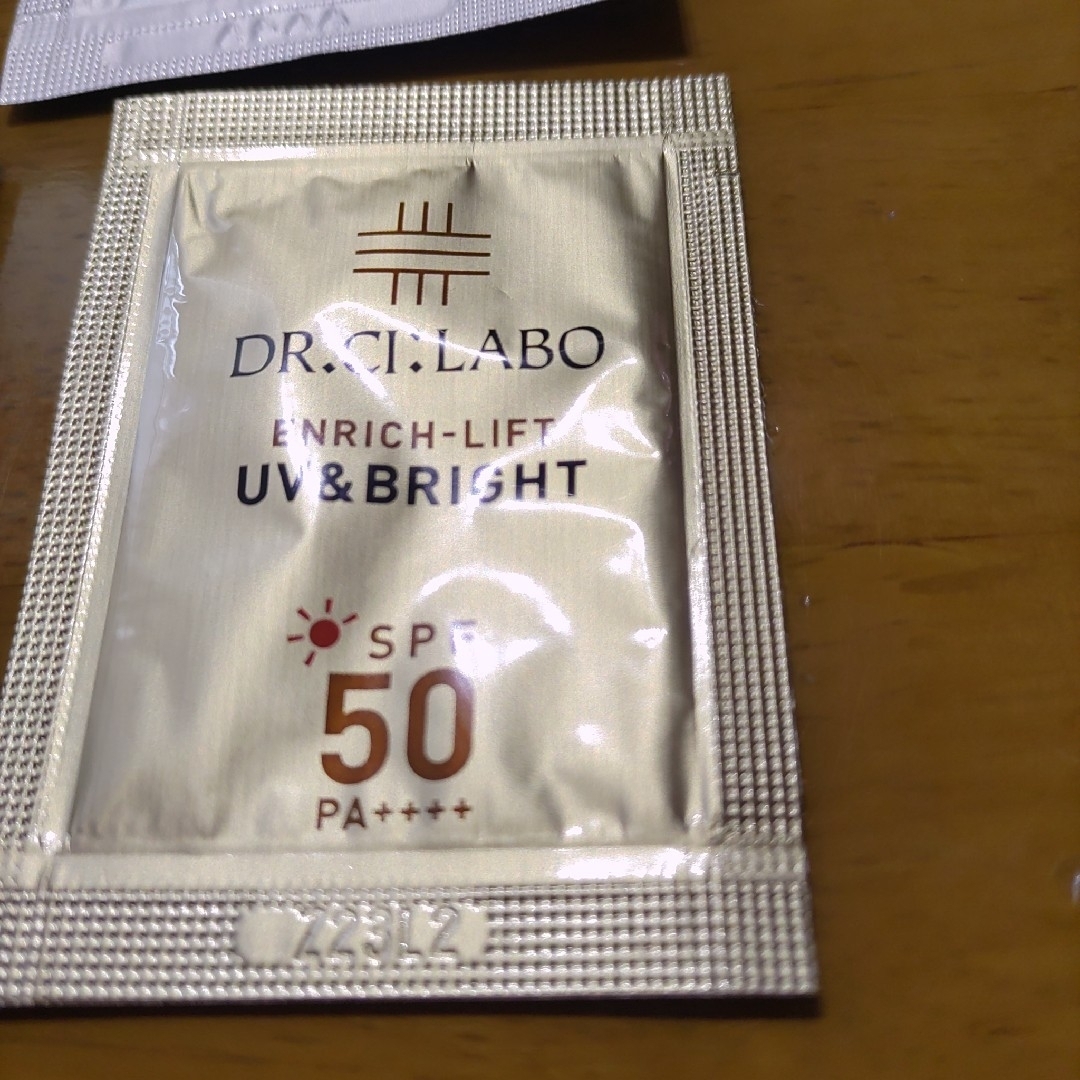 DR.CI:LABO
ENRICH-LIFT
UV&BRIGHT
SPF
50
PA++++